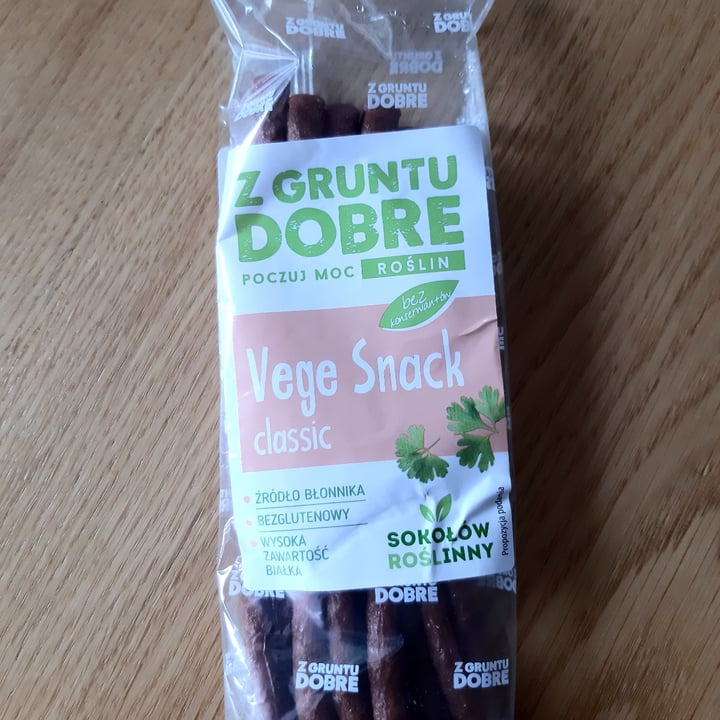 Z GRUNTU
DOBRE
Z GRUNTU
DOBRE
Z GRUNTU
DOBRE
POCZUJ MOC ROŚLIN
bez
konserwantów
Vege Snack
classic
ŹRÓDŁO BŁONNIKA
BEZGLUTENOWY
WYSOKA
ZAWARTOŚĆ
BIAŁKA
SOKOŁÓW
ROŚLINNY
Propozycja podania
DOBRE
Z GRUNTU
DOBRE
Z GRUNTU
DOBRE